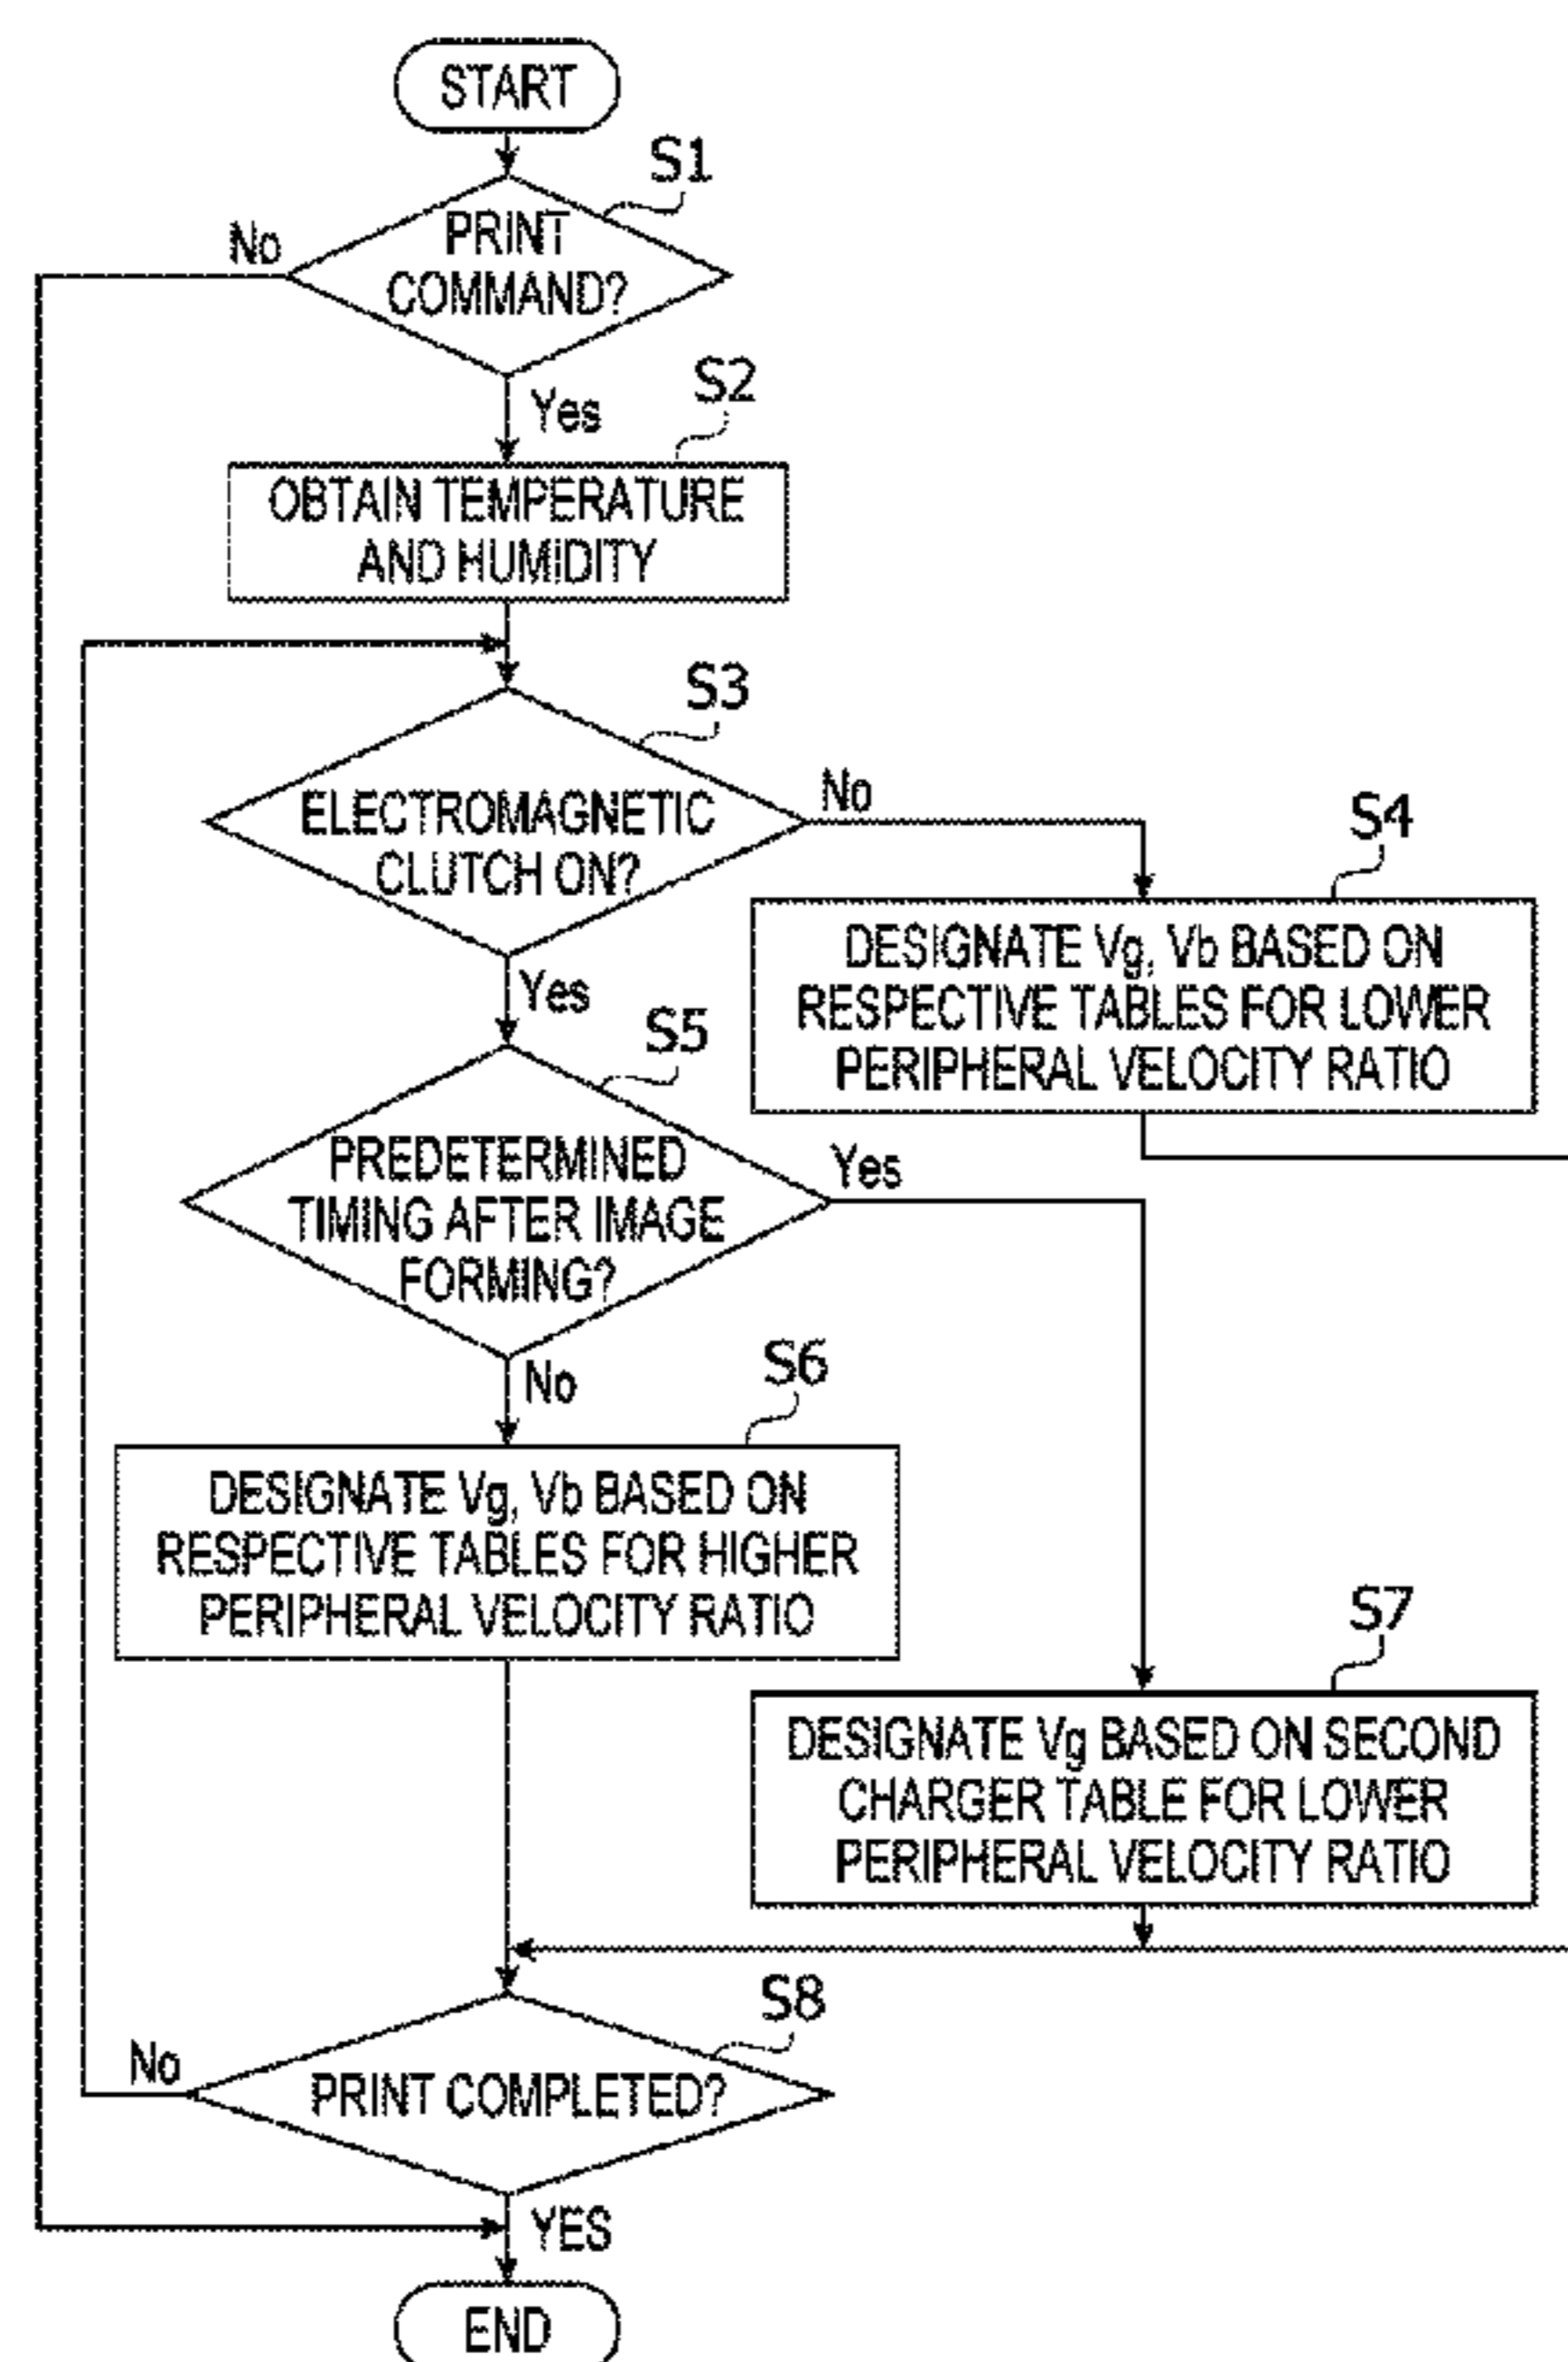 START
S1
No
PRINT
COMMAND?
Yes
S2
OBTAIN TEMPERATURE
AND HUMIDITY
S3
ELECTROMAGNETIC
CLUTCH ON?
No
S4
Yes
DESIGNATE Vg, Vb BASED ON
RESPECTIVE TABLES FOR LOWER
PERIPHERAL VELOCITY RATIO
S5
PREDETERMINED
TIMING AFTER IMAGE
FORMING?
Yes
No
S6
DESIGNATE Vg, Vb BASED ON
RESPECTIVE TABLES FOR HIGHER
PERIPHERAL VELOCITY RATIO
S7
DESIGNATE Vg BASED ON SECOND
CHARGER TABLE FOR LOWER
PERIPHERAL VELOCITY RATIO
S8
No
PRINT COMPLETED?
YES
END